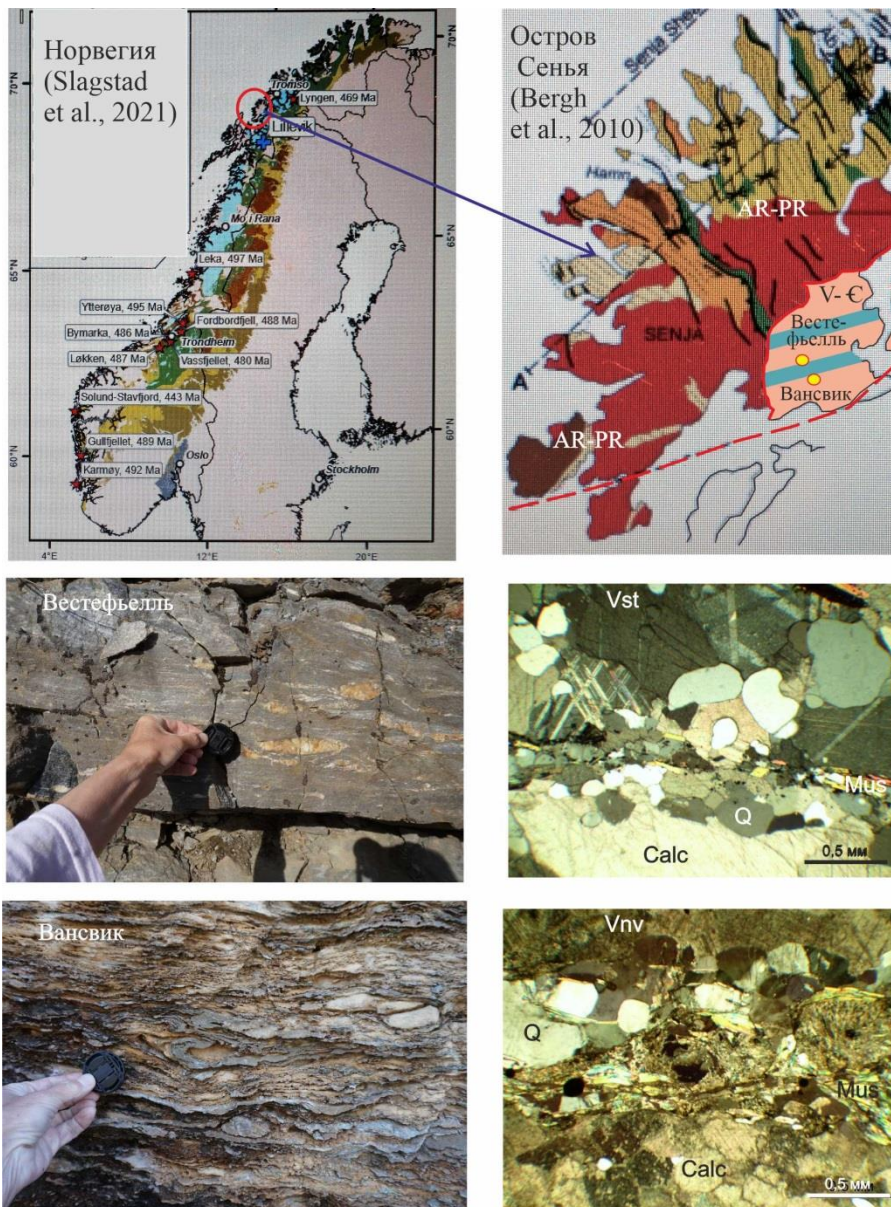 Норвегия
(Slagstad
et al., 2021)
70°N
70°N
Tromsø
Lyngen, 469 Ma
Lillevik
Mo i Rana
65°N
65°N
Leka, 497 Ma
Ytterøya, 495 Ma
Fordbordfjell, 488 Ma
Bymarka, 486 Ma
Trondheim
Løkken, 487 Ma
Vassfjellet, 480 Ma
Solund-Stavfjord, 443 Ma
Gullfjellet, 489 Ma
60°N
60°N
Oslo
Karmøy, 492 Ma
Stockholm
4°E
12°E
20°E
Остров
Сенья
(Bergh
et al., 2010)
Senja
B
Hamn
AR-PR
V-Є
SENJA
Вестe-
фьелль
A
Вансвик
AR-PR
Вестефьелль
Vst
Mus
Q
Calc
0,5 мм
Вансвик
Vnv
Q
Mus
Calc
0,5 мм